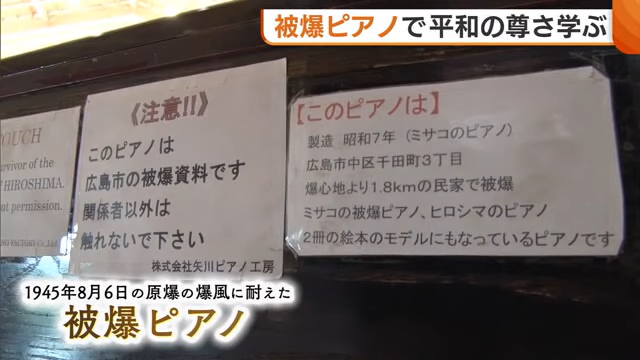 被爆ピアノで平和の尊さ学ぶ
OUCH
urvivor of the
f HIROSHIMA.
out permission.
《注意!!》
このピアノは
広島市の被爆資料です
関係者以外は
触れないで下さい
株式会社矢川ピアノ工房
【このピアノは】
製造 昭和7年(ミサコのピアノ)
広島市中区千田町3丁目
爆心地より1.8kmの民家で被爆
ミサコの被爆ピアノ、ヒロシマのピアノ
2冊の絵本のモデルにもなっているピアノです
1945年8月6日の原爆の爆風に耐えた
被爆ピアノ